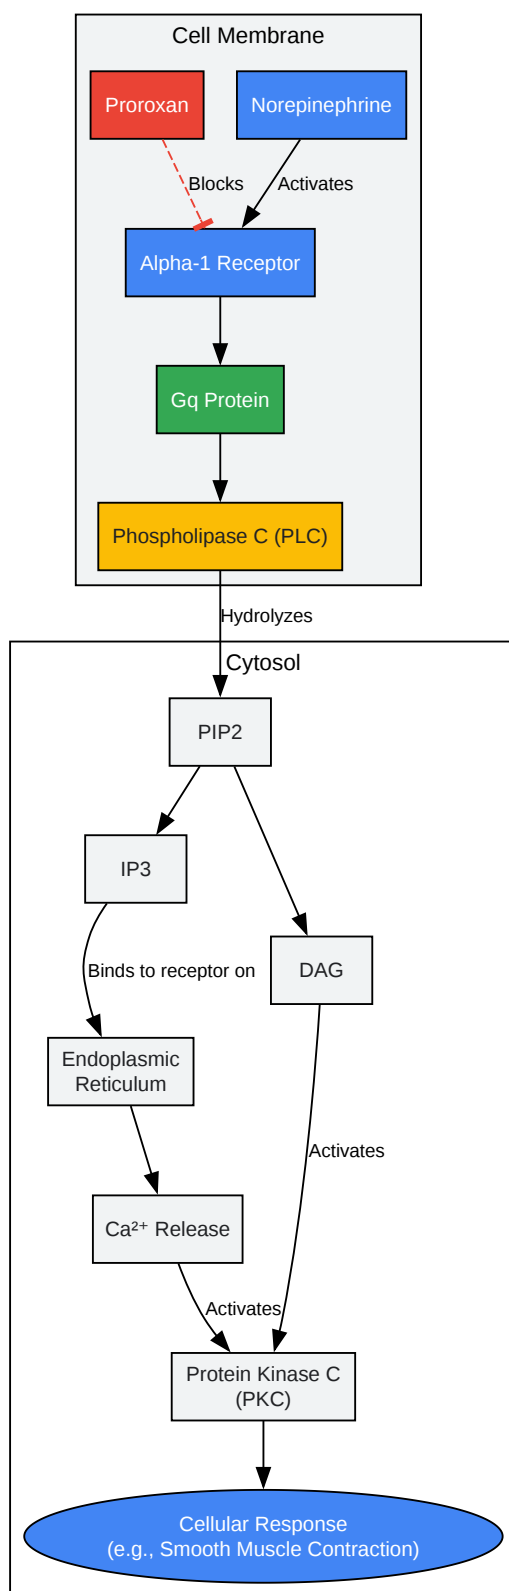 Cell Membrane
Proroxan
Norepinephrine
Blocks
Activates
Alpha-1 Receptor
Gq Protein
Phospholipase C (PLC)
Hydrolyzes
Cytosol
PIP2
IP3
Binds to receptor on
DAG
Endoplasmic
Reticulum
Activates
Ca²⁺ Release
Activates
Protein Kinase C
(PKC)
Cellular Response
(e.g., Smooth Muscle Contraction)